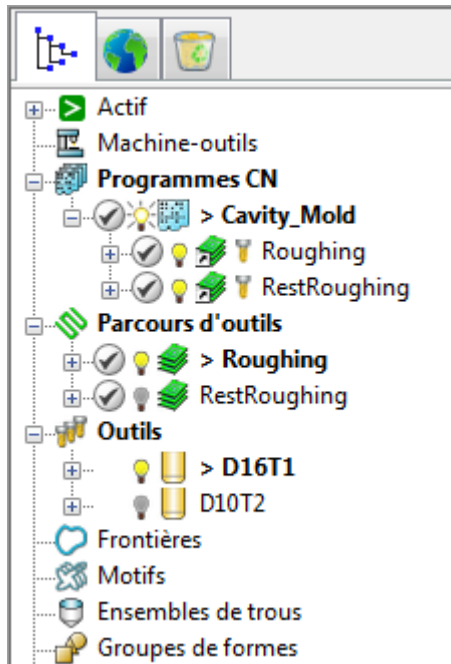 Actif
Machine-outils
Programmes CN
> Cavity_Mold
Roughing
RestRoughing
Parcours d'outils
> Roughing
RestRoughing
Outils
> D16T1
D10T2
Frontières
Motifs
Ensembles de trous
Groupes de formes